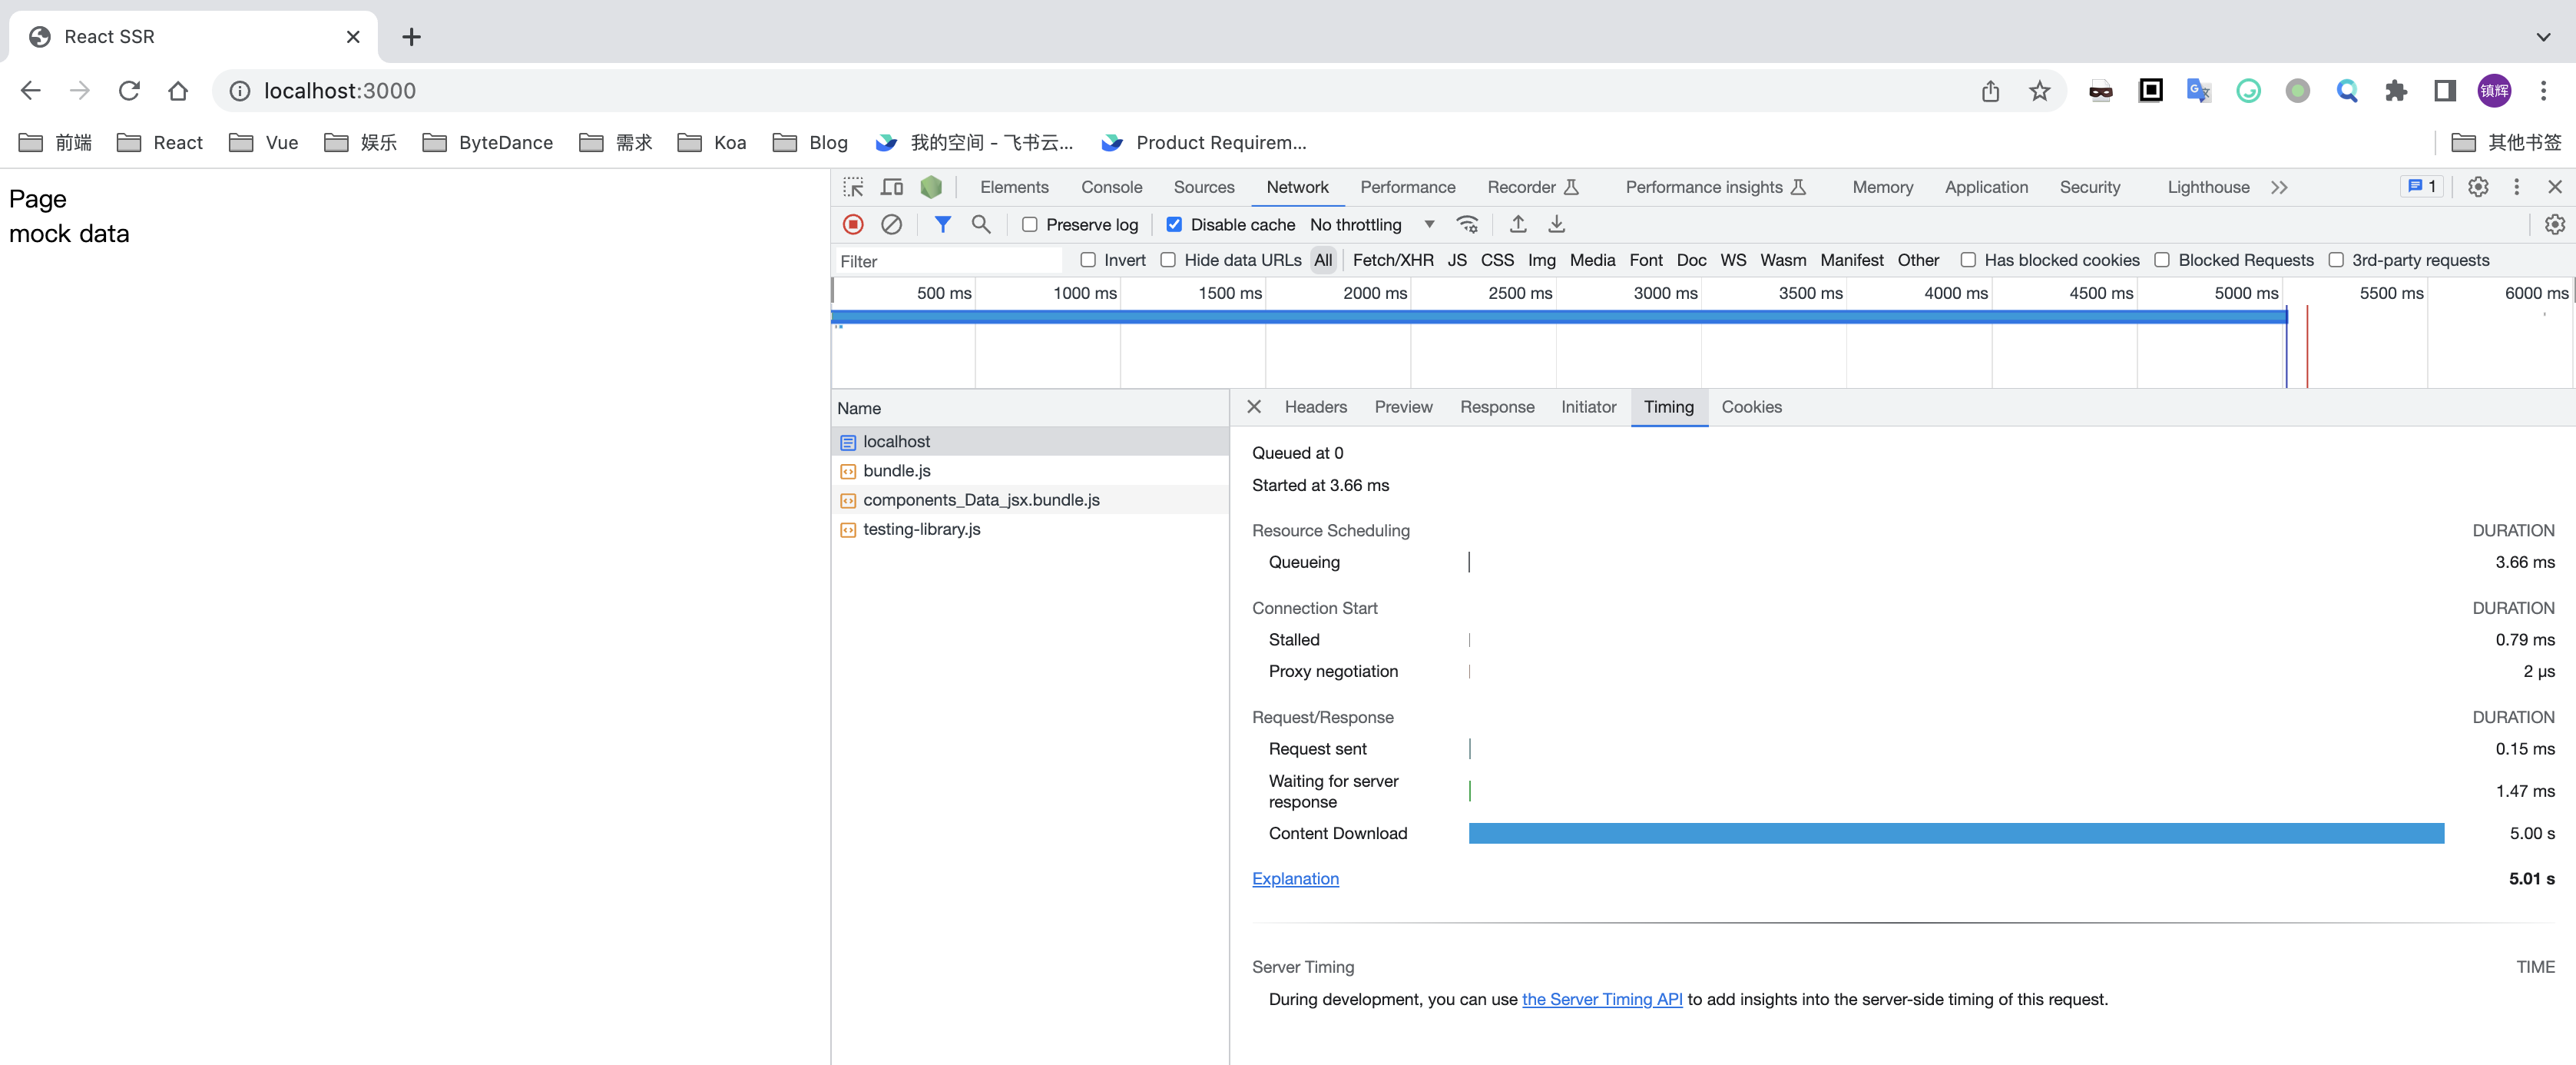 React SSR
localhost:3000
镇辉
前端 React Vue 娱乐 ByteDance 需求 Koa Blog 我的空间 - 飞书云... Product Requirem... 其他书签
Page
mock data
Elements Console Sources Network Performance Recorder Performance insights Memory Application Security Lighthouse 1
Preserve log Disable cache No throttling
Filter Invert Hide data URLs All Fetch/XHR JS CSS Img Media Font Doc WS Wasm Manifest Other Has blocked cookies Blocked Requests 3rd-party requests
500 ms 1000 ms 1500 ms 2000 ms 2500 ms 3000 ms 3500 ms 4000 ms 4500 ms 5000 ms 5500 ms 6000 ms
Name
localhost
bundle.js
components_Data_jsx.bundle.js
testing-library.js
Headers Preview Response Initiator Timing Cookies
Queued at 0
Started at 3.66 ms
Resource Scheduling DURATION
Queueing 3.66 ms
Connection Start DURATION
Stalled 0.79 ms
Proxy negotiation 2 μs
Request/Response DURATION
Request sent 0.15 ms
Waiting for server
response 1.47 ms
Content Download 5.00 s
Explanation 5.01 s
Server Timing TIME
During development, you can use the Server Timing API to add insights into the server-side timing of this request.